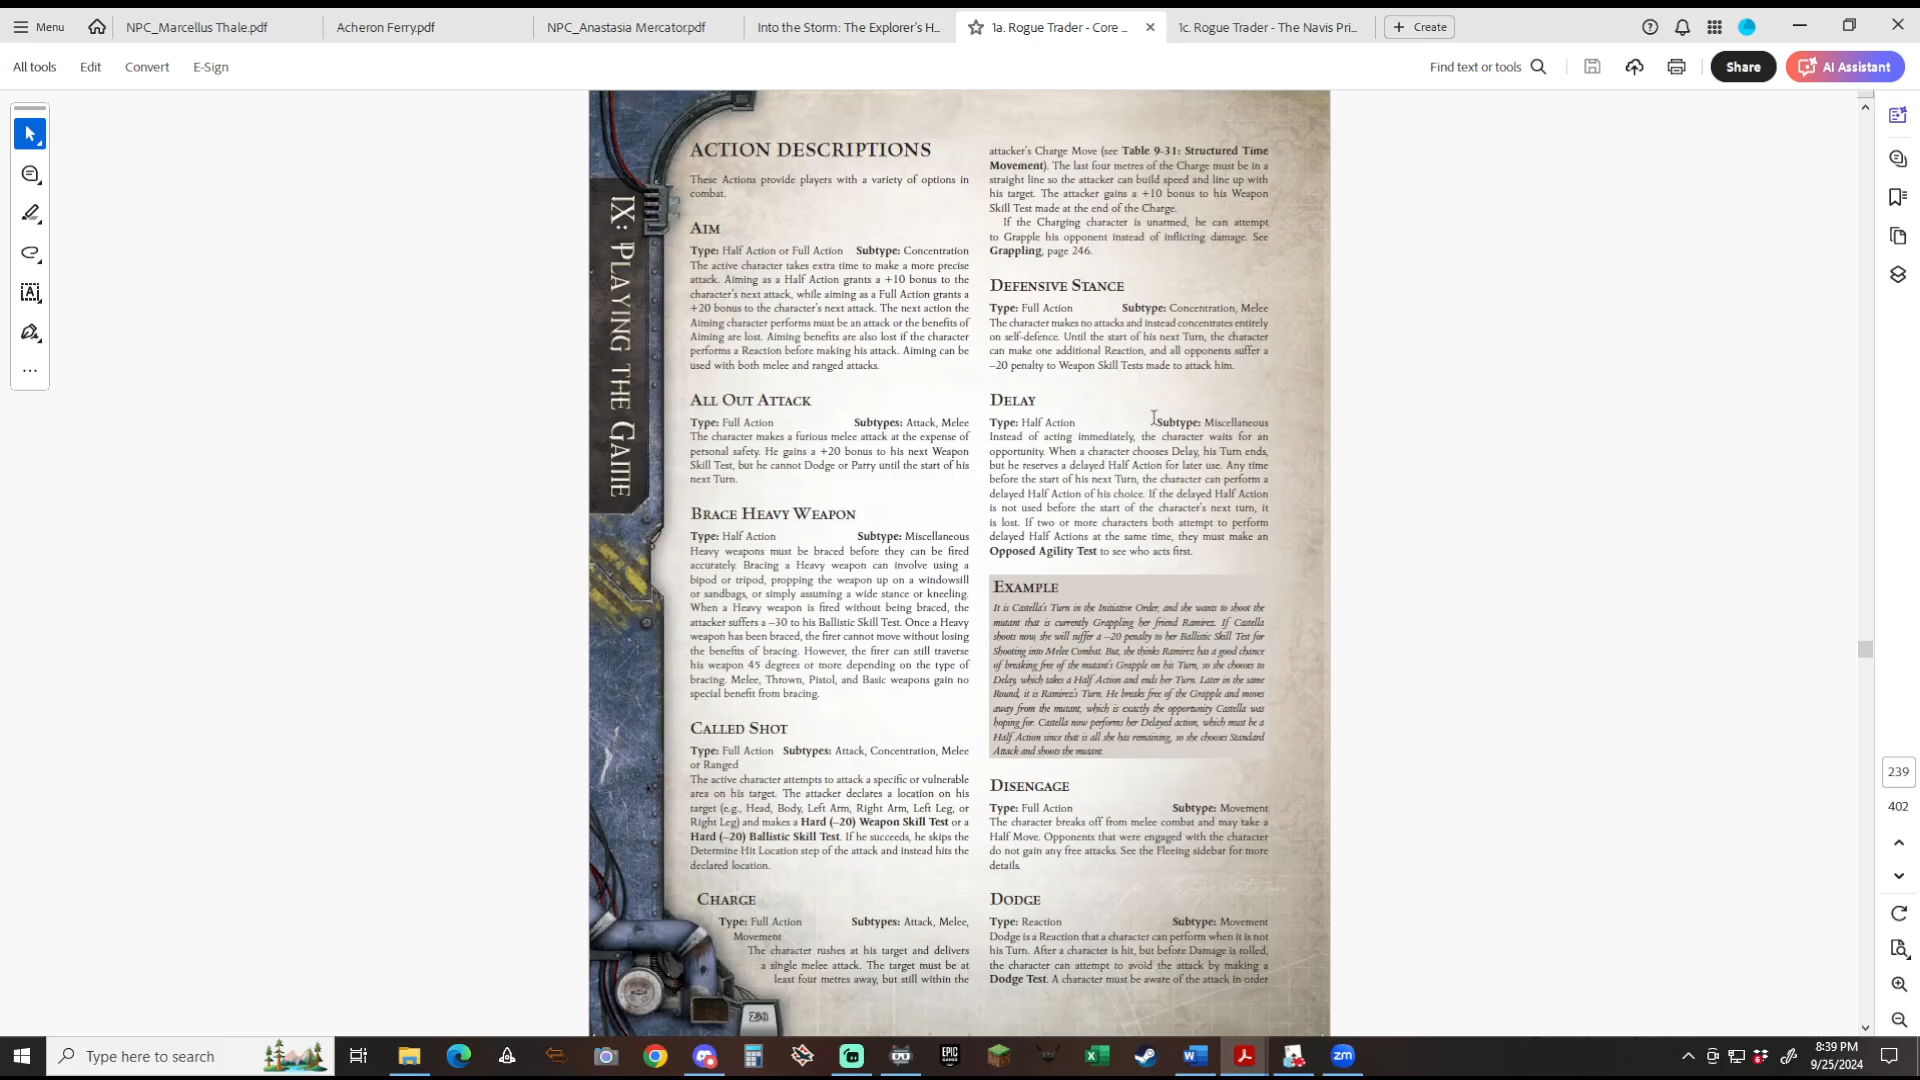 Menu
NPC_Marcellus Thale.pdf
Acheron Ferry.pdf
NPC_Anastasia Mercator.pdf
Into the Storm: The Explorer's H...
1a. Rogue Trader - Core ...
1c. Rogue Trader - The Navis Pri...
Create
All tools
Edit
Convert
E-Sign
Find text or tools
Share
AI Assistant
IX: Playing the Game
Action Descriptions
These Actions provide players with a variety of options in
combat.
Aim
Type: Half Action or Full Action Subtype: Concentration
The active character takes extra time to make a more precise
attack. Aiming as a Half Action grants a +10 bonus to the
character's next attack, while aiming as a Full Action grants a
+20 bonus to the character's next attack. The next action the
Aiming character performs must be an attack or the benefits of
Aiming are lost. Aiming benefits are also lost if the character
performs a Reaction before making his attack. Aiming can be
used with both melee and ranged attacks.
All Out Attack
Type: Full Action Subtypes: Attack, Melee
The character makes a furious melee attack at the expense of
personal safety. He gains a +20 bonus to his next Weapon
Skill Test, but he cannot Dodge or Parry until the start of his
next Turn.
Brace Heavy Weapon
Type: Half Action Subtype: Miscellaneous
Heavy weapons must be braced before they can be fired
accurately. Bracing a Heavy weapon can involve using a
bipod or tripod, propping the weapon up on a windowsill
or sandbags, or simply assuming a wide stance or kneeling.
When a Heavy weapon is fired without being braced, the
attacker suffers a –30 to his Ballistic Skill Test. Once a Heavy
weapon has been braced, the firer cannot move without losing
the benefits of bracing. However, the firer can still traverse
his weapon 45 degrees or more depending on the type of
bracing. Melee, Thrown, Pistol, and Basic weapons gain no
special benefit from bracing.
Called Shot
Type: Full Action Subtypes: Attack, Concentration, Melee
or Ranged
The active character attempts to attack a specific or vulnerable
area on his target. The attacker declares a location on his
target (e.g., Head, Body, Left Arm, Right Arm, Left Leg, or
Right Leg) and makes a Hard (–20) Weapon Skill Test or a
Hard (–20) Ballistic Skill Test. If he succeeds, he skips the
Determine Hit Location step of the attack and instead hits the
declared location.
Charge
Type: Full Action Subtypes: Attack, Melee,
Movement
The character rushes at his target and delivers
a single melee attack. The target must be at
least four metres away, but still within the
attacker's Charge Move (see Table 9-31: Structured Time
Movement). The last four metres of the Charge must be in a
straight line so the attacker can build speed and line up with
his target. The attacker gains a +10 bonus to his Weapon
Skill Test made at the end of the Charge.
If the Charging character is unarmed, he can attempt
to Grapple his opponent instead of inflicting damage. See
Grappling, page 246.
Defensive Stance
Type: Full Action Subtype: Concentration, Melee
The character makes no attacks and instead concentrates entirely
on self-defence. Until the start of his next Turn, the character
can make one additional Reaction, and all opponents suffer a
–20 penalty to Weapon Skill Tests made to attack him.
Delay
Type: Half Action Subtype: Miscellaneous
Instead of acting immediately, the character waits for an
opportunity. When a character chooses Delay, his Turn ends,
but he reserves a delayed Half Action for later use. Any time
before the start of his next Turn, the character can perform a
delayed Half Action of his choice. If the delayed Half Action
is not used before the start of the character's next turn, it
is lost. If two or more characters both attempt to perform
delayed Half Actions at the same time, they must make an
Opposed Agility Test to see who acts first.
Example
It is Castella's Turn in the Initiative Order, and she wants to shoot the
mutant that is currently Grappling her friend Ramirez. If Castella
shoots now, she will suffer a –20 penalty to her Ballistic Skill Test for
Shooting into Melee Combat. But, she thinks Ramirez has a good chance
of breaking free of the mutant's Grapple on his Turn, so she chooses to
Delay, which takes a Half Action and ends her Turn. Later in the same
Round, it is Ramirez's Turn. He breaks free of the Grapple and moves
away from the mutant, which is exactly the opportunity Castella was
hoping for. Castella now performs her Delayed action, which must be a
Half Action since that is all she has remaining, so she chooses Standard
Attack and shoots the mutant.
Disengage
Type: Full Action Subtype: Movement
The character breaks off from melee combat and may take a
Half Move. Opponents that were engaged with the character
do not gain any free attacks. See the Fleeing sidebar for more
details.
Dodge
Type: Reaction Subtype: Movement
Dodge is a Reaction that a character can perform when it is not
his Turn. After a character is hit, but before Damage is rolled,
the character can attempt to avoid the attack by making a
Dodge Test. A character must be aware of the attack in order
238
239
402
Type here to search
EPIC
GAMES
zm
8:39 PM
9/25/2024